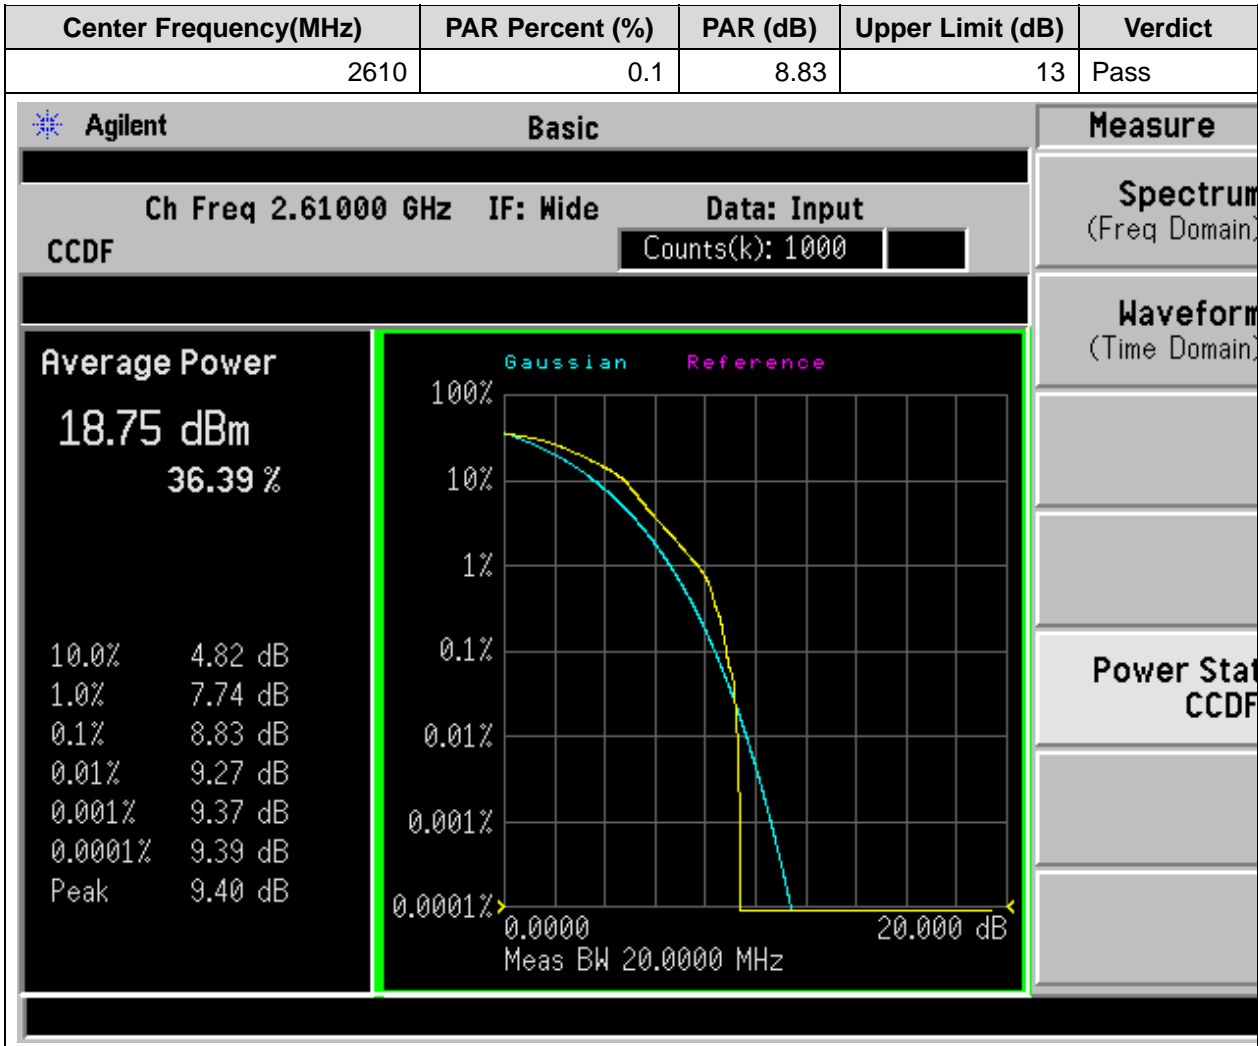 Center Frequency(MHz) PAR Percent (%) PAR (dB) Upper Limit (dB) Verdict
2610 0.1 8.83 13 Pass
Agilent Basic Measure
Ch Freq 2.61000 GHz IF: Wide Data: Input
CCDF Counts(k): 1000
Spectrum
(Freq Domain)
Waveform
(Time Domain)
Power Stat
CCDF
Average Power
18.75 dBm
36.39 %
10.0% 4.82 dB
1.0% 7.74 dB
0.1% 8.83 dB
0.01% 9.27 dB
0.001% 9.37 dB
0.0001% 9.39 dB
Peak 9.40 dB
Gaussian Reference
100%
10%
1%
0.1%
0.01%
0.001%
0.0001%
0.0000 20.000 dB
Meas BW 20.0000 MHz